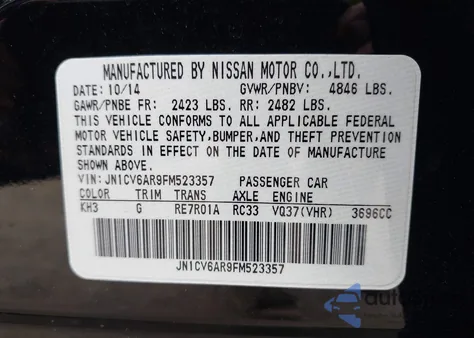 MANUFACTURED BY NISSAN MOTOR CO.,LTD.
DATE: 10/14 GVWR/PNBV: 4846 LBS.
GAWR/PNBE FR: 2423 LBS. RR: 2482 LBS.
THIS VEHICLE CONFORMS TO ALL APPLICABLE FEDERAL
MOTOR VEHICLE SAFETY, BUMPER, AND THEFT PREVENTION
STANDARDS IN EFFECT ON THE DATE OF MANUFACTURE
SHOWN ABOVE.
VIN: JN1CV6AR9FM523357 PASSENGER CAR
COLOR TRIM TRANS AXLE ENGINE
KH3 G RE7R01A RC33 VQ37(VHR) 3696CC
JN1CV6AR9FM523357